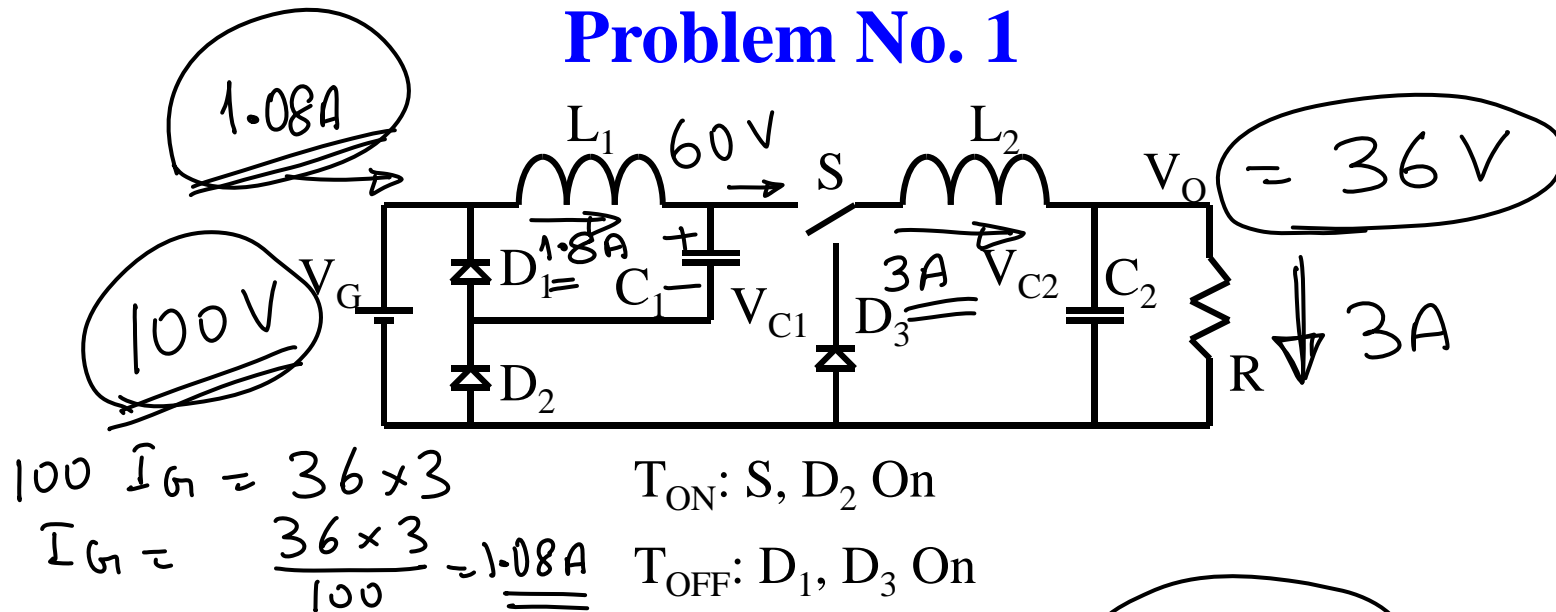 Problem No. 1
1.08A
L1 60V S L2 VO = 36V
100V VG D1 1.8A C1 + − VC1 D3 3A VC2 C2 R 3A
D2
100 IG = 36×3 TON: S, D2 On
IG = 36×3/100 = 1.08A TOFF: D1, D3 On